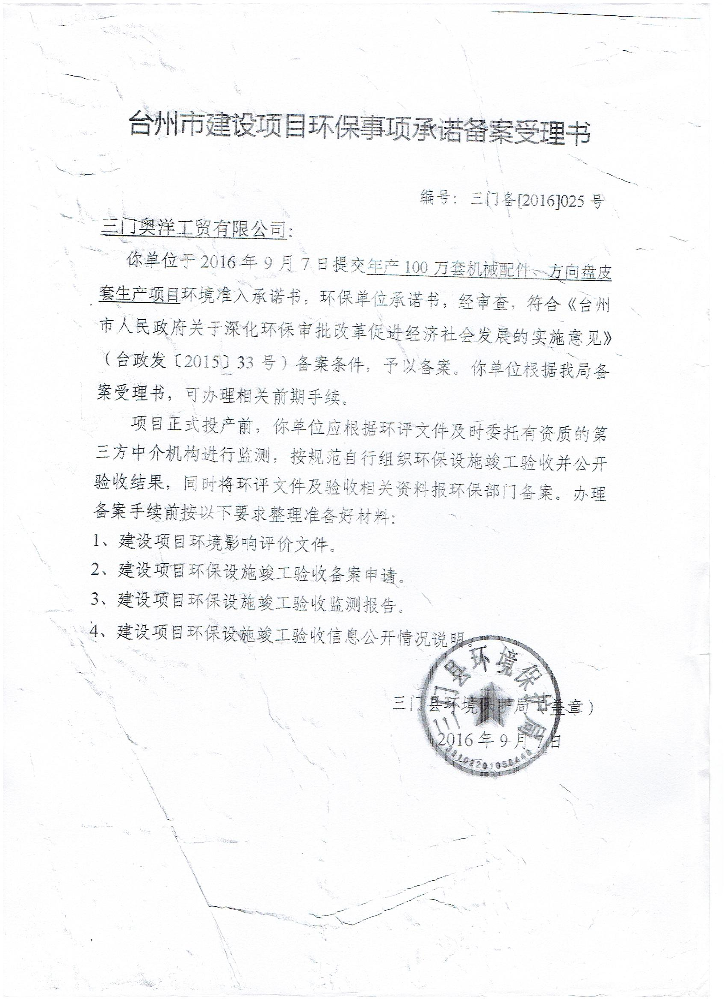 台州市建设项目环保事项承诺备案受理书
编号： 三门备[2016]025 号
三门奥洋工贸有限公司：
你单位于 2016 年 9 月 7 日提交年产 100 万套机械配件、方向盘皮
套生产项目环境准入承诺书，环保单位承诺书，经审查，符合《台州
市人民政府关于深化环保审批改革促进经济社会发展的实施意见》
（台政发〔2015〕33 号）备案条件，予以备案。你单位根据我局备
案受理书，可办理相关前期手续。
项目正式投产前，你单位应根据环评文件及时委托有资质的第
三方中介机构进行监测，按规范自行组织环保设施竣工验收并公开
验收结果，同时将环评文件及验收相关资料报环保部门备案。办理
备案手续前按以下要求整理准备好材料：
1、建设项目环境影响评价文件。
2、建设项目环保设施竣工验收备案申请。
3、建设项目环保设施竣工验收监测报告。
4、建设项目环保设施竣工验收信息公开情况说明。
三门县环境保护局
三门县环境保护局（盖章）
2016 年 9 月 7 日